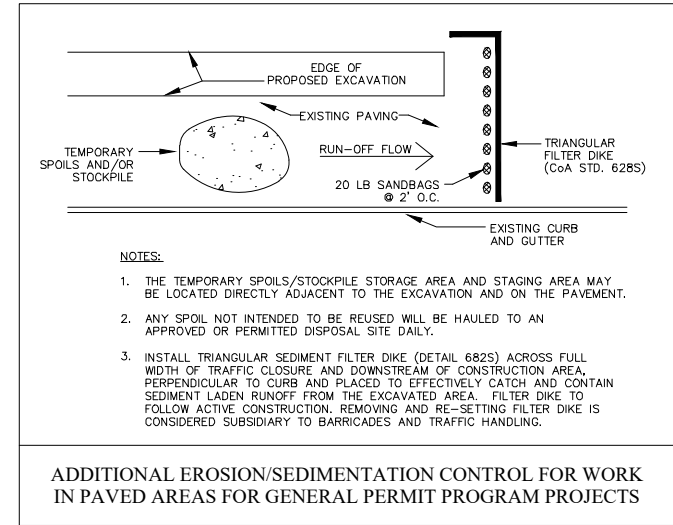 EDGE OF
PROPOSED EXCAVATION
EXISTING PAVING
TEMPORARY
SPOILS AND/OR
STOCKPILE
RUN-OFF FLOW
TRIANGULAR
FILTER DIKE
(CoA STD. 628S)
20 LB SANDBAGS
@ 2' O.C.
EXISTING CURB
AND GUTTER
NOTES:
1. THE TEMPORARY SPOILS/STOCKPILE STORAGE AREA AND STAGING AREA MAY
BE LOCATED DIRECTLY ADJACENT TO THE EXCAVATION AND ON THE PAVEMENT.
2. ANY SPOIL NOT INTENDED TO BE REUSED WILL BE HAULED TO AN
APPROVED OR PERMITTED DISPOSAL SITE DAILY.
3. INSTALL TRIANGULAR SEDIMENT FILTER DIKE (DETAIL 682S) ACROSS FULL
WIDTH OF TRAFFIC CLOSURE AND DOWNSTREAM OF CONSTRUCTION AREA,
PERPENDICULAR TO CURB AND PLACED TO EFFECTIVELY CATCH AND CONTAIN
SEDIMENT LADEN RUNOFF FROM THE EXCAVATED AREA. FILTER DIKE TO
FOLLOW ACTIVE CONSTRUCTION. REMOVING AND RE-SETTING FILTER DIKE IS
CONSIDERED SUBSIDIARY TO BARRICADES AND TRAFFIC HANDLING.
ADDITIONAL EROSION/SEDIMENTATION CONTROL FOR WORK
IN PAVED AREAS FOR GENERAL PERMIT PROGRAM PROJECTS